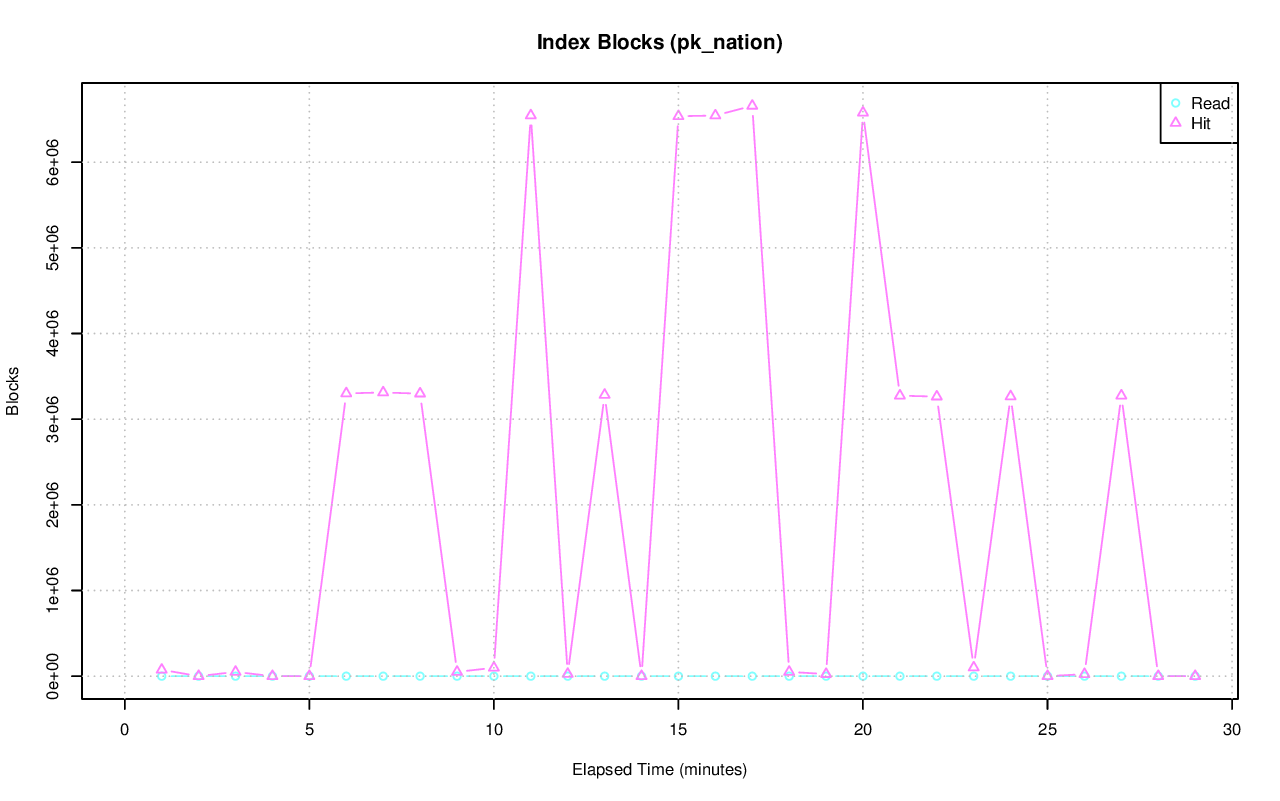 Index Blocks (pk_nation)
Read
Hit
6e+06
5e+06
4e+06
3e+06
2e+06
1e+06
0e+00
Blocks
0 5 10 15 20 25 30
Elapsed Time (minutes)